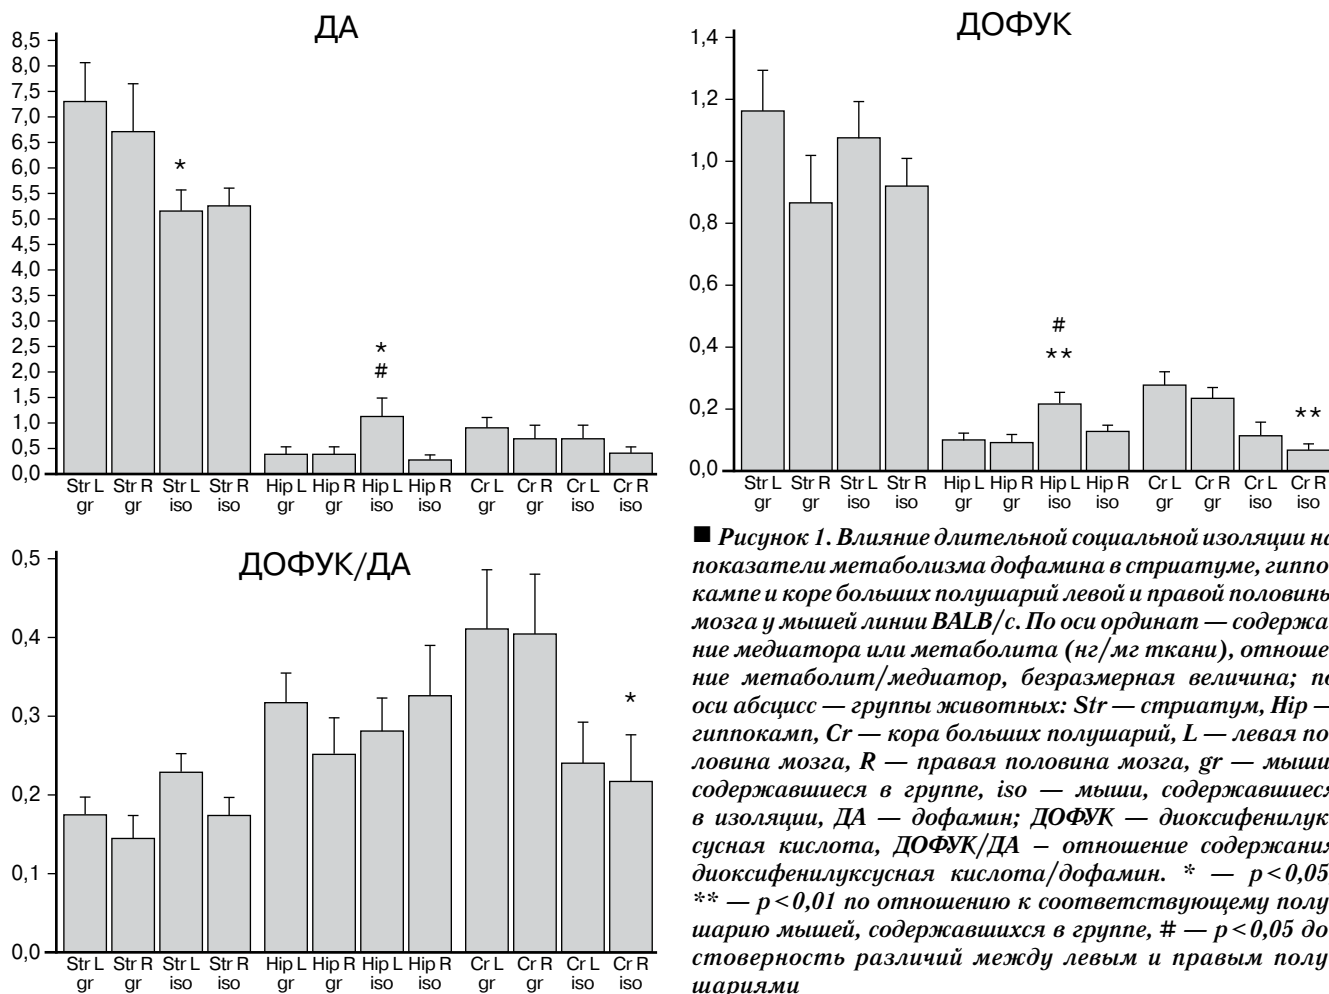 ДА
8,5
8,0
7,5
7,0
6,5
6,0
5,5
5,0
4,5
4,0
3,5
3,0
2,5
2,0
1,5
1,0
0,5
0,0
*
*
#
Str L Str R Str L Str R Hip L Hip R Hip L Hip R Cr L Cr R Cr L Cr R
gr gr iso iso gr gr iso iso gr gr iso iso
ДОФУК
1,4
1,2
1,0
0,8
0,6
0,4
0,2
0,0
#
**
**
Str L Str R Str L Str R Hip L Hip R Hip L Hip R Cr L Cr R Cr L Cr R
gr gr iso iso gr gr iso iso gr gr iso iso
ДОФУК/ДА
0,5
0,4
0,3
0,2
0,1
0,0
*
Str L Str R Str L Str R Hip L Hip R Hip L Hip R Cr L Cr R Cr L Cr R
gr gr iso iso gr gr iso iso gr gr iso iso
■ Рисунок 1. Влияние длительной социальной изоляции на
показатели метаболизма дофамина в стриатуме, гиппо
кампе и коре больших полушарий левой и правой половины
мозга у мышей линии BALB/c. По оси ординат — содержа
ние медиатора или метаболита (нг/мг ткани), отноше
ние метаболит/медиатор, безразмерная величина; по
оси абсцисс — группы животных: Str — стриатум, Hip —
гиппокамп, Cr — кора больших полушарий, L — левая по
ловина мозга, R — правая половина мозга, gr — мыши
содержавшиеся в группе, iso — мыши, содержавшиеся
в изоляции, ДА — дофамин; ДОФУК — диоксифенилук
сусная кислота, ДОФУК/ДА – отношение содержания
диоксифенилуксусная кислота/дофамин. * — p<0,05
** — p<0,01 по отношению к соответствующему полу
шарию мышей, содержавшихся в группе, # — p<0,05 до
стоверность различий между левым и правым полу
шариями